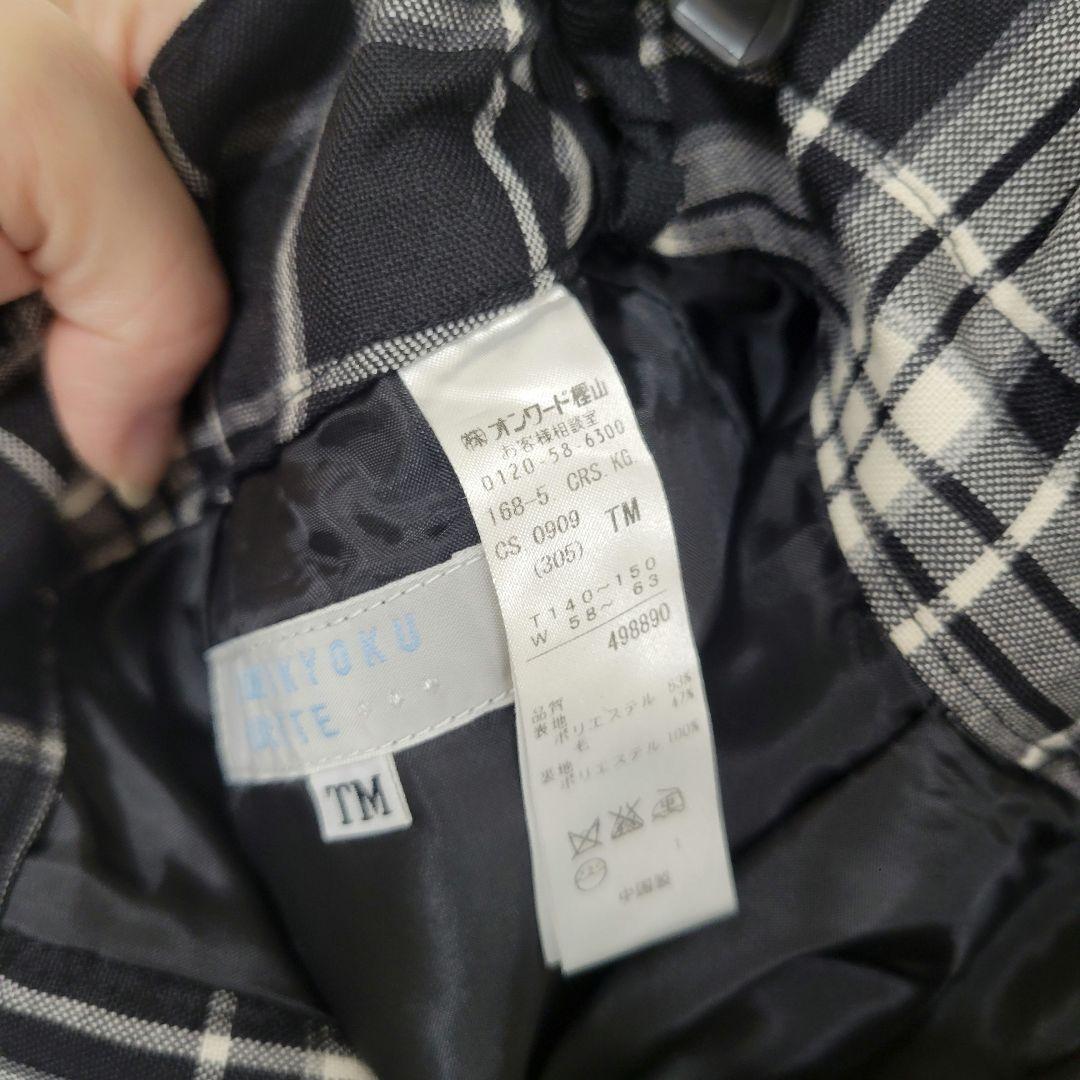 (株)オンワード樫山
お客様相談室
0120-58-6300
168-5 CRS. KG.
CS 0909 TM
(305)
T140~150
W 58~ 63
498890
品質
表地
ポリエステル 53%
毛 47%
裏地
ポリエステル 100%
中
1
中国製
KYOKU
TM